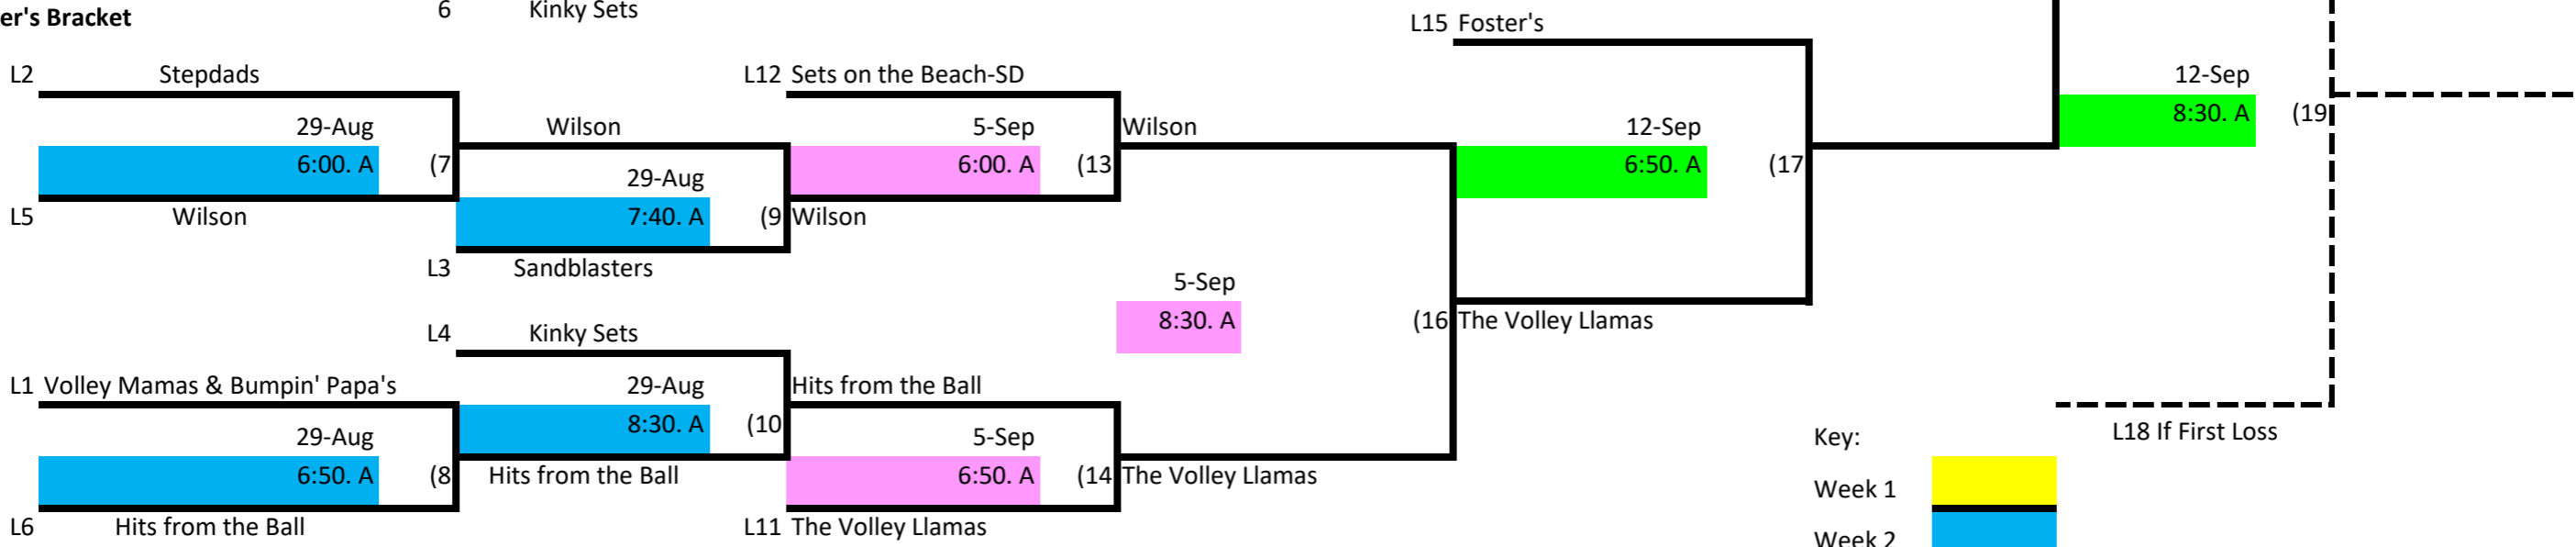 6 Kinky Sets
er's Bracket
L15 Foster's
L2 Stepdads
L12 Sets on the Beach-SD
12-Sep
29-Aug
Wilson
5-Sep
Wilson
12-Sep
8:30. A (19
6:00. A (7
6:00. A (13
6:50. A (17
29-Aug
L5 Wilson
7:40. A (9
Wilson
L3 Sandblasters
5-Sep
8:30. A (16
The Volley Llamas
L4 Kinky Sets
L1 Volley Mamas & Bumpin' Papa's
29-Aug
Hits from the Ball
8:30. A (10
29-Aug
5-Sep
Key:
L18 If First Loss
6:50. A (8
Hits from the Ball
6:50. A (14
The Volley Llamas
Week 1
L6 Hits from the Ball
L11 The Volley Llamas
Week 2